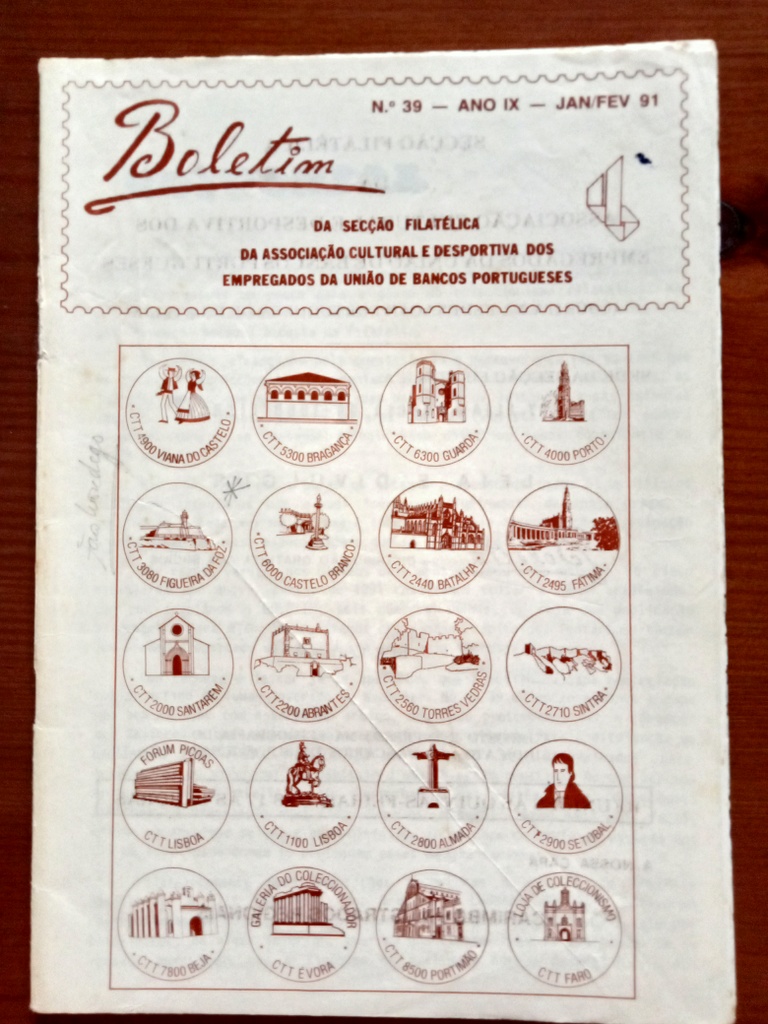 N.º 39 — ANO IX — JAN/FEV 91
Boletim
DA SECÇÃO FILATÉLICA
DA ASSOCIAÇÃO CULTURAL E DESPORTIVA DOS
EMPREGADOS DA UNIÃO DE BANCOS PORTUGUESES
CTT 4900 VIANA DO CASTELO
CTT 5300 BRAGANÇA
CTT 6300 GUARDA
CTT 4000 PORTO
CTT 3080 FIGUEIRA DA FOZ
CTT 6000 CASTELO BRANCO
CTT 2440 BATALHA
CTT 2495 FATIMA
CTT 2000 SANTAREM
CTT 2200 ABRANTES
CTT 2560 TORRES VEDRAS
CTT 2710 SINTRA
FORUM PICOAS
CTT LISBOA
CTT 1100 LISBOA
CTT 2800 ALMADA
CTT 2900 SETUBAL
CTT 7800 BEJA
GALERIA DO COLECCIONADOR
CTT ÉVORA
CTT 8500 PORTIMÃO
LOJA DE COLECCIONISMO
CTT FARO